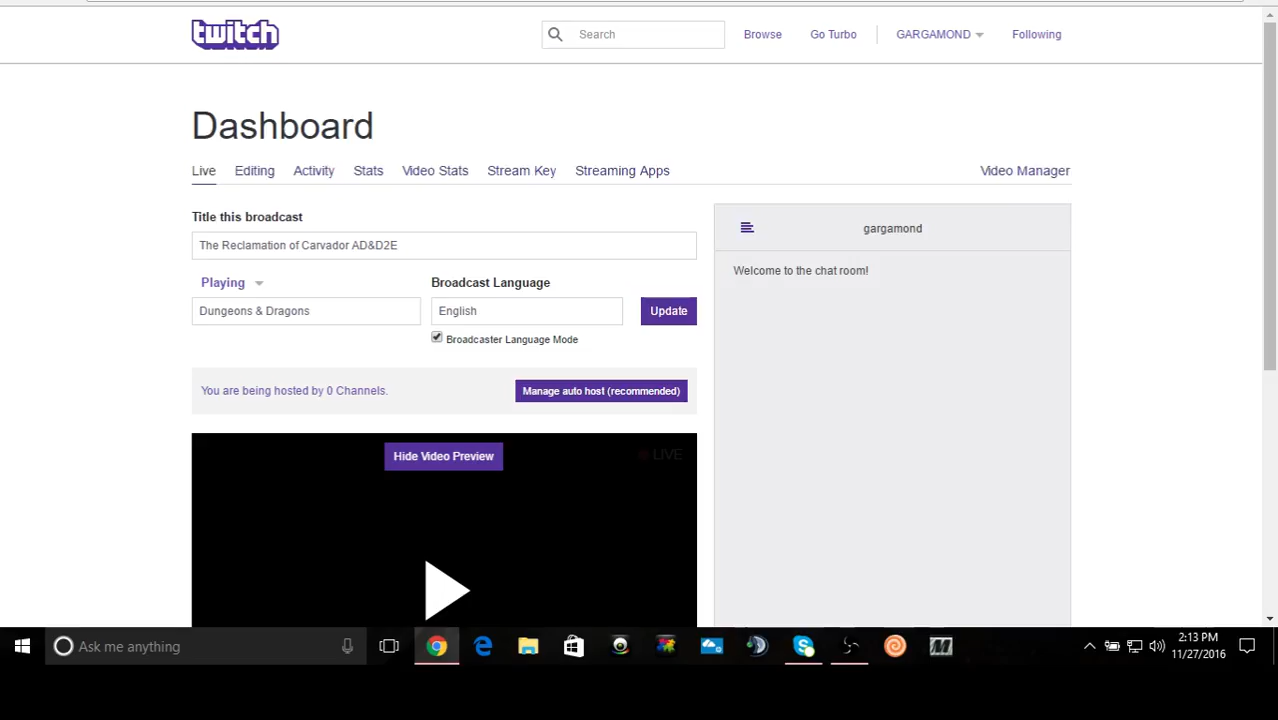 twitch
Search
Browse
Go Turbo
GARGAMOND
Following
Dashboard
Live Editing Activity Stats Video Stats Stream Key Streaming Apps Video Manager
Title this broadcast
The Reclamation of Carvador AD&D2E
Playing
Broadcast Language
Dungeons & Dragons
English
Update
Broadcaster Language Mode
You are being hosted by 0 Channels.
Manage auto host (recommended)
Hide Video Preview
LIVE
gargamond
Welcome to the chat room!
Ask me anything
2:13 PM
11/27/2016